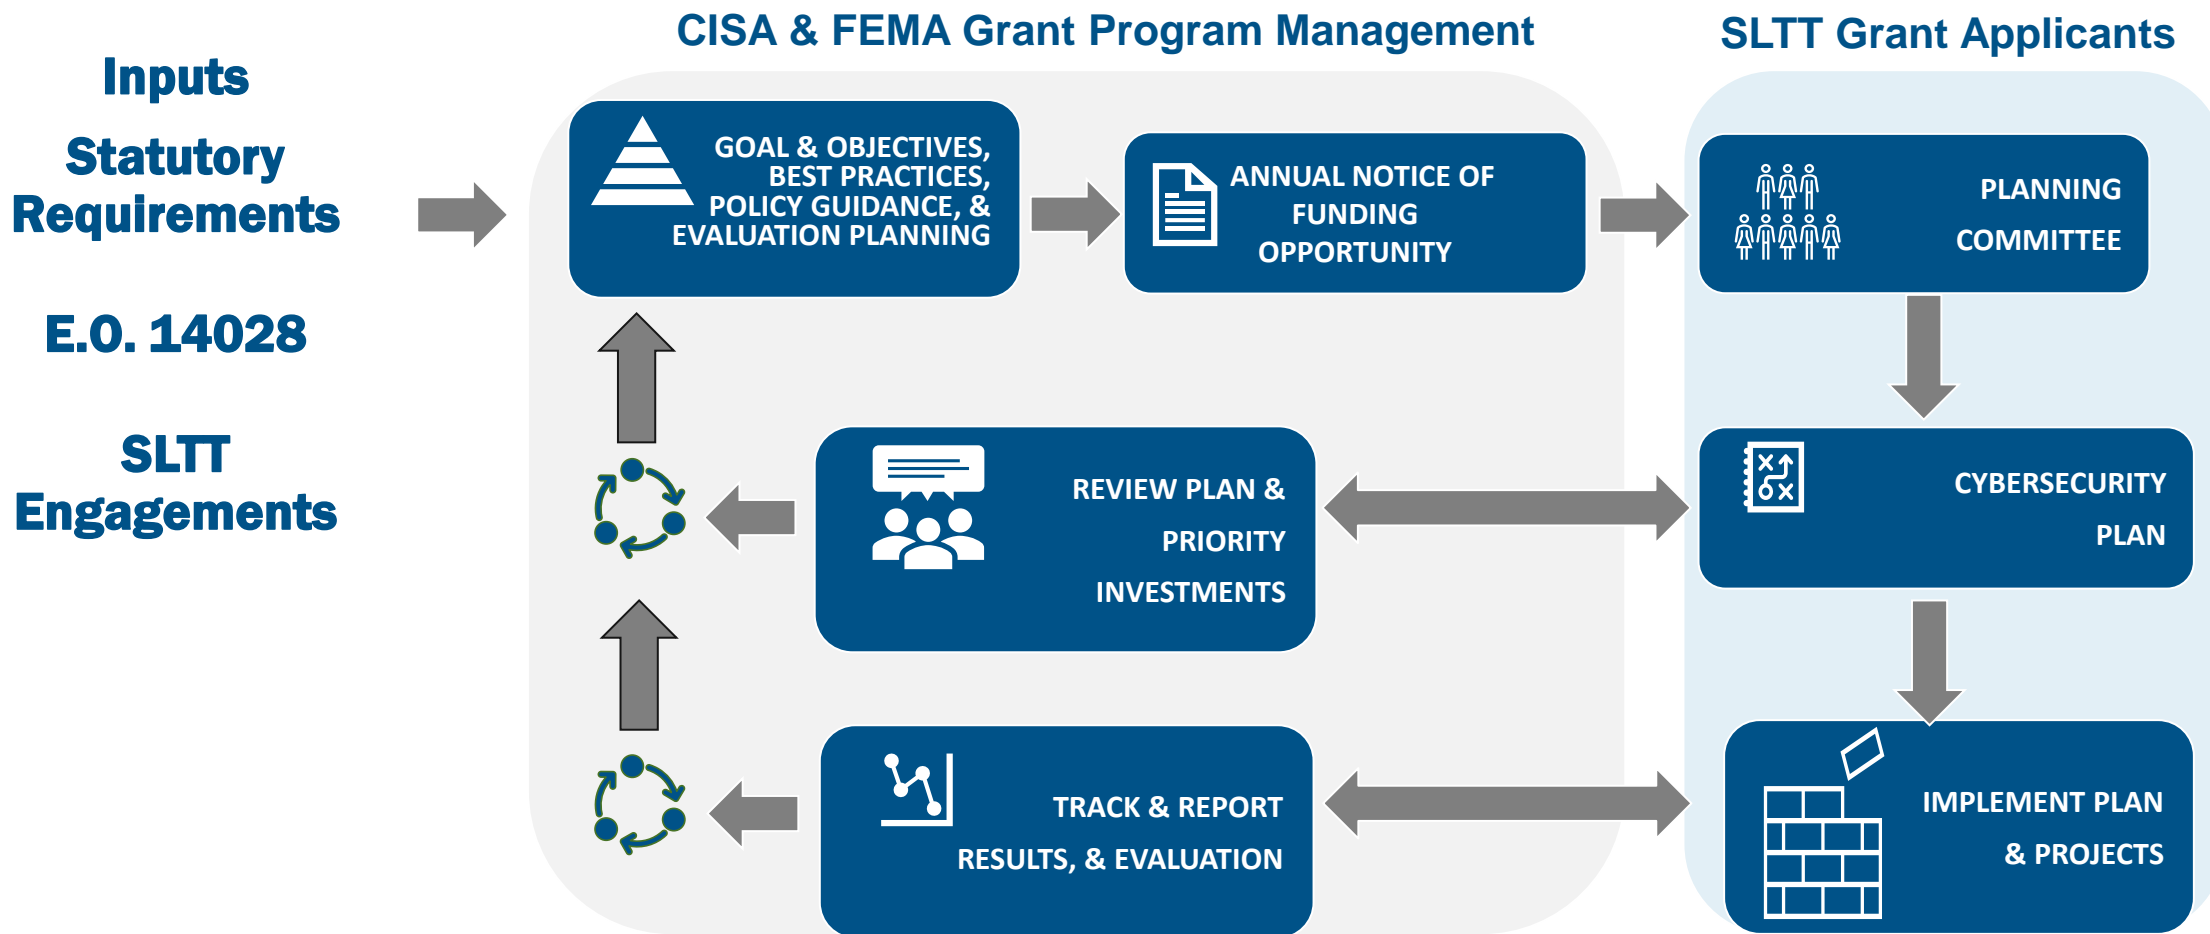 CISA & FEMA Grant Program Management
SLTT Grant Applicants
Inputs
Statutory
Requirements
E.O. 14028
SLTT
Engagements
GOAL & OBJECTIVES,
BEST PRACTICES,
POLICY GUIDANCE, &
EVALUATION PLANNING
ANNUAL NOTICE OF
FUNDING
OPPORTUNITY
PLANNING
COMMITTEE
REVIEW PLAN &
PRIORITY
INVESTMENTS
CYBERSECURITY
PLAN
TRACK & REPORT
RESULTS, & EVALUATION
IMPLEMENT PLAN
& PROJECTS